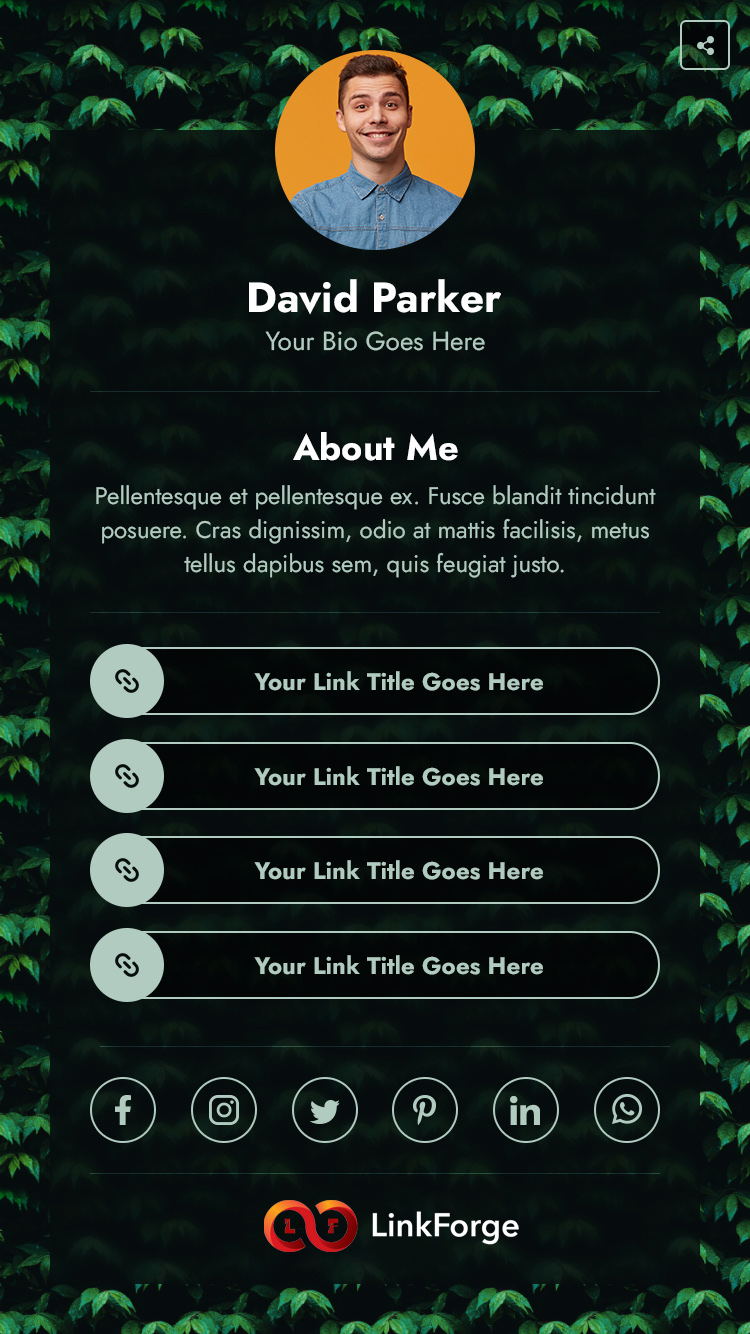 David Parker
Your Bio Goes Here
About Me
Pellentesque et pellentesque ex. Fusce blandit tincidunt
posuere. Cras dignissim, odio at mattis facilisis, metus
tellus dapibus sem, quis feugiat justo.
Your Link Title Goes Here
Your Link Title Goes Here
Your Link Title Goes Here
Your Link Title Goes Here
L F LinkForge